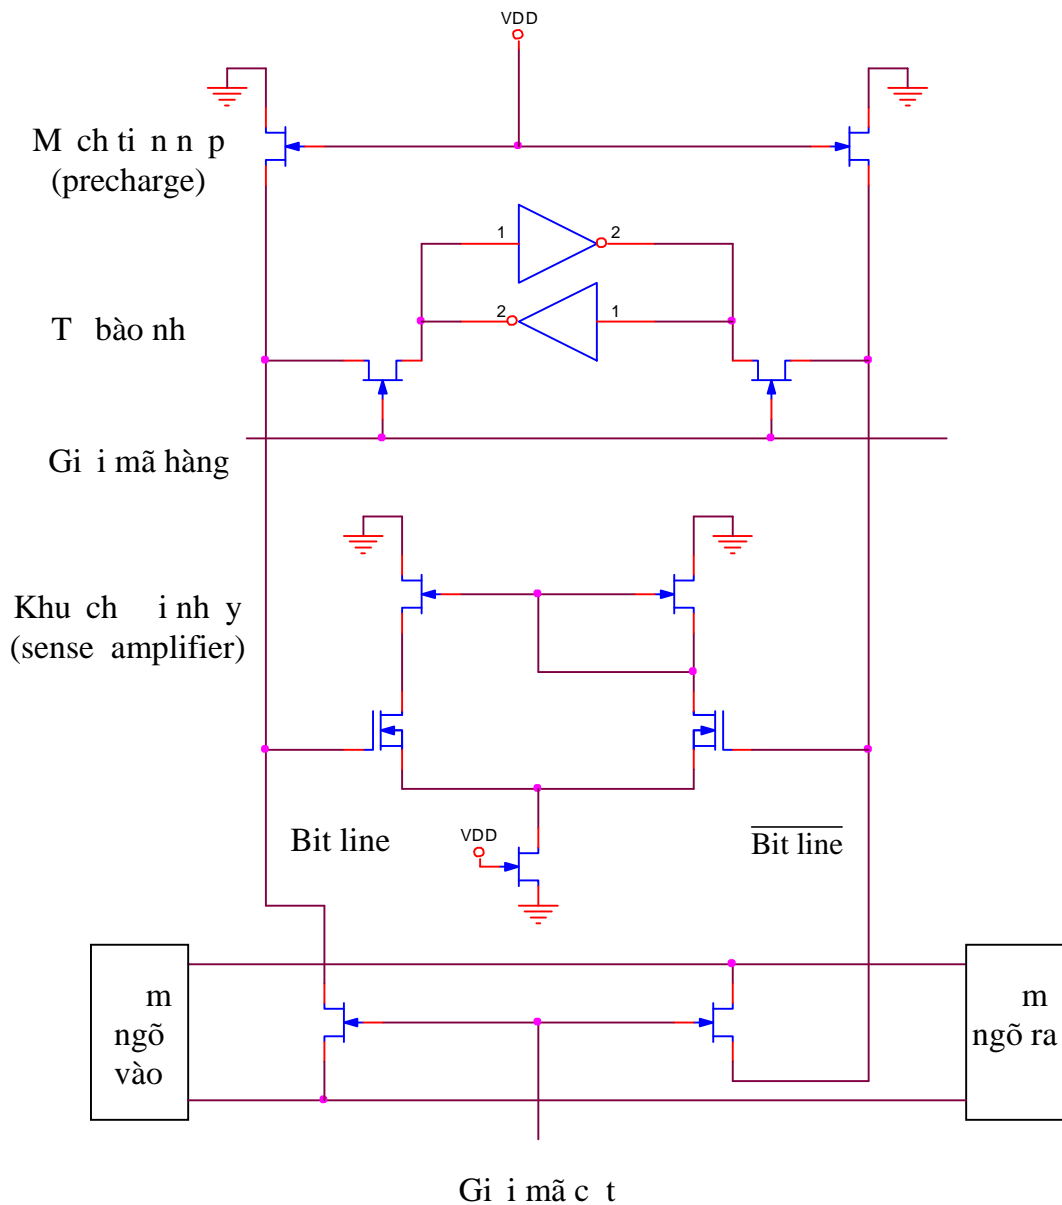 VDD
M ch ti n n p
(precharge)
1
2
2
1
T bào nh
Gi i mã hàng
Khu ch i nh y
(sense amplifier)
Bit line
VDD
Bit line
m
ngõ
vào
m
ngõ ra
Gi i mã c t